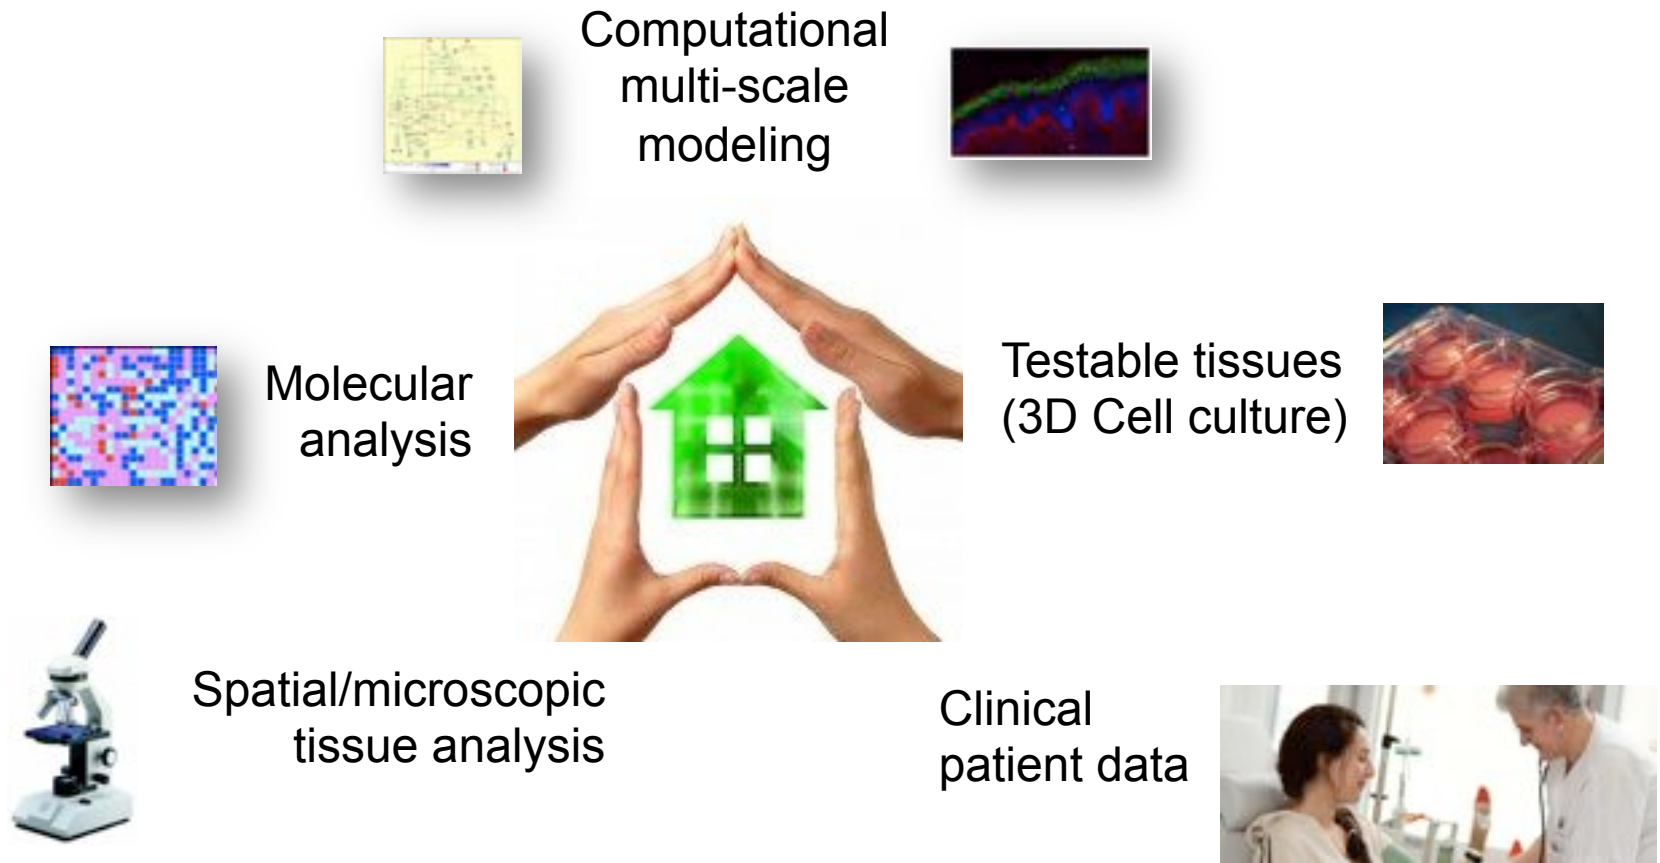 Computational
multi-scale
modeling
Molecular
analysis
Testable tissues
(3D Cell culture)
Spatial/microscopic
tissue analysis
Clinical
patient data